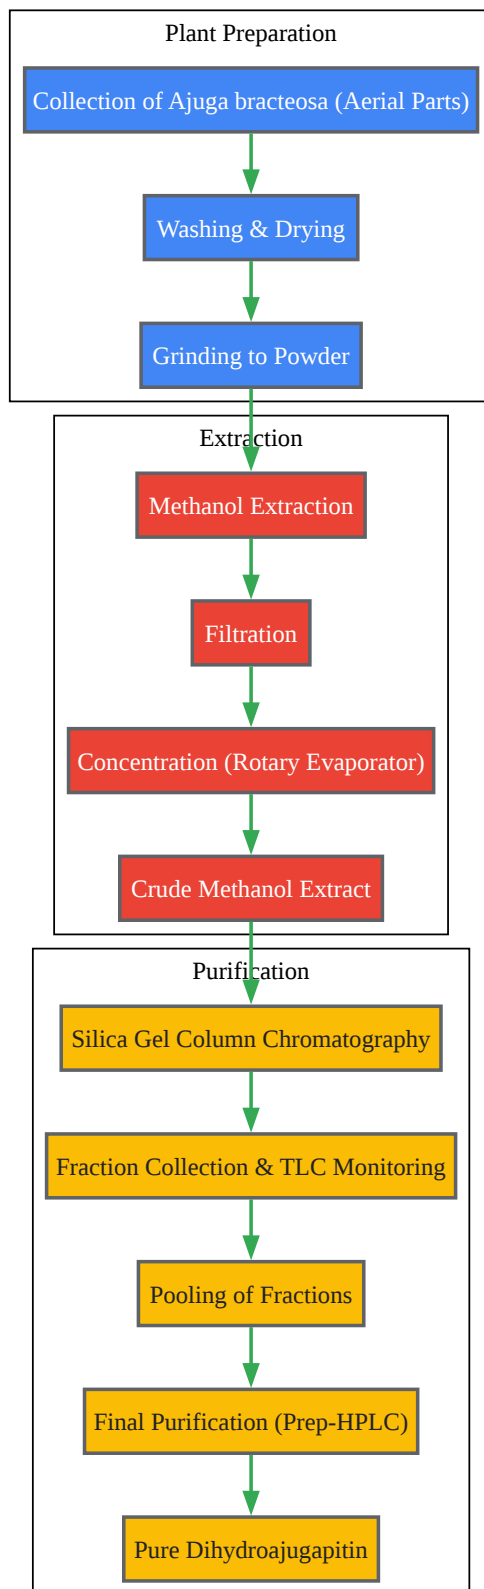 Plant Preparation
Collection of Ajuga bracteosa (Aerial Parts)
Washing & Drying
Grinding to Powder
Extraction
Methanol Extraction
Filtration
Concentration (Rotary Evaporator)
Crude Methanol Extract
Purification
Silica Gel Column Chromatography
Fraction Collection & TLC Monitoring
Pooling of Fractions
Final Purification (Prep-HPLC)
Pure Dihydroajugapitin